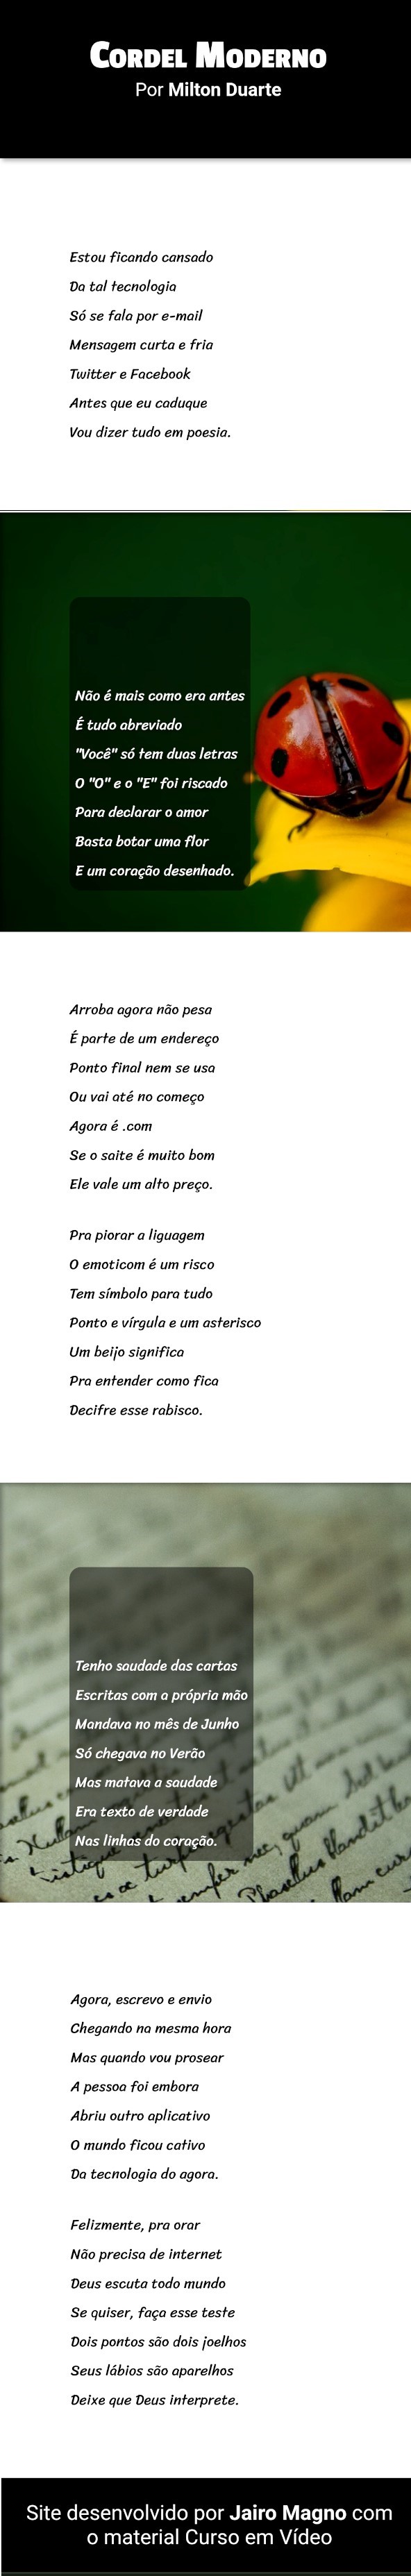 Cordel Moderno
Por Milton Duarte
Estou ficando cansado
Da tal tecnologia
Só se fala por e-mail
Mensagem curta e fria
Twitter e Facebook
Antes que eu caduque
Vou dizer tudo em poesia.
Não é mais como era antes
É tudo abreviado
"Você" só tem duas letras
O "O" e o "E" foi riscado
Para declarar o amor
Basta botar uma flor
E um coração desenhado.
Arroba agora não pesa
É parte de um endereço
Ponto final nem se usa
Ou vai até no começo
Agora é .com
Se o saite é muito bom
Ele vale um alto preço.
Pra piorar a liguagem
O emoticom é um risco
Tem símbolo para tudo
Ponto e vírgula e um asterisco
Um beijo significa
Pra entender como fica
Decifre esse rabisco.
Tenho saudade das cartas
Escritas com a própria mão
Mandava no mês de Junho
Só chegava no Verão
Mas matava a saudade
Era texto de verdade
Nas linhas do coração.
Agora, escrevo e envio
Chegando na mesma hora
Mas quando vou prosear
A pessoa foi embora
Abriu outro aplicativo
O mundo ficou cativo
Da tecnologia do agora.
Felizmente, pra orar
Não precisa de internet
Deus escuta todo mundo
Se quiser, faça esse teste
Dois pontos são dois joelhos
Seus lábios são aparelhos
Deixe que Deus interprete.
Site desenvolvido por Jairo Magno com
o material Curso em Vídeo